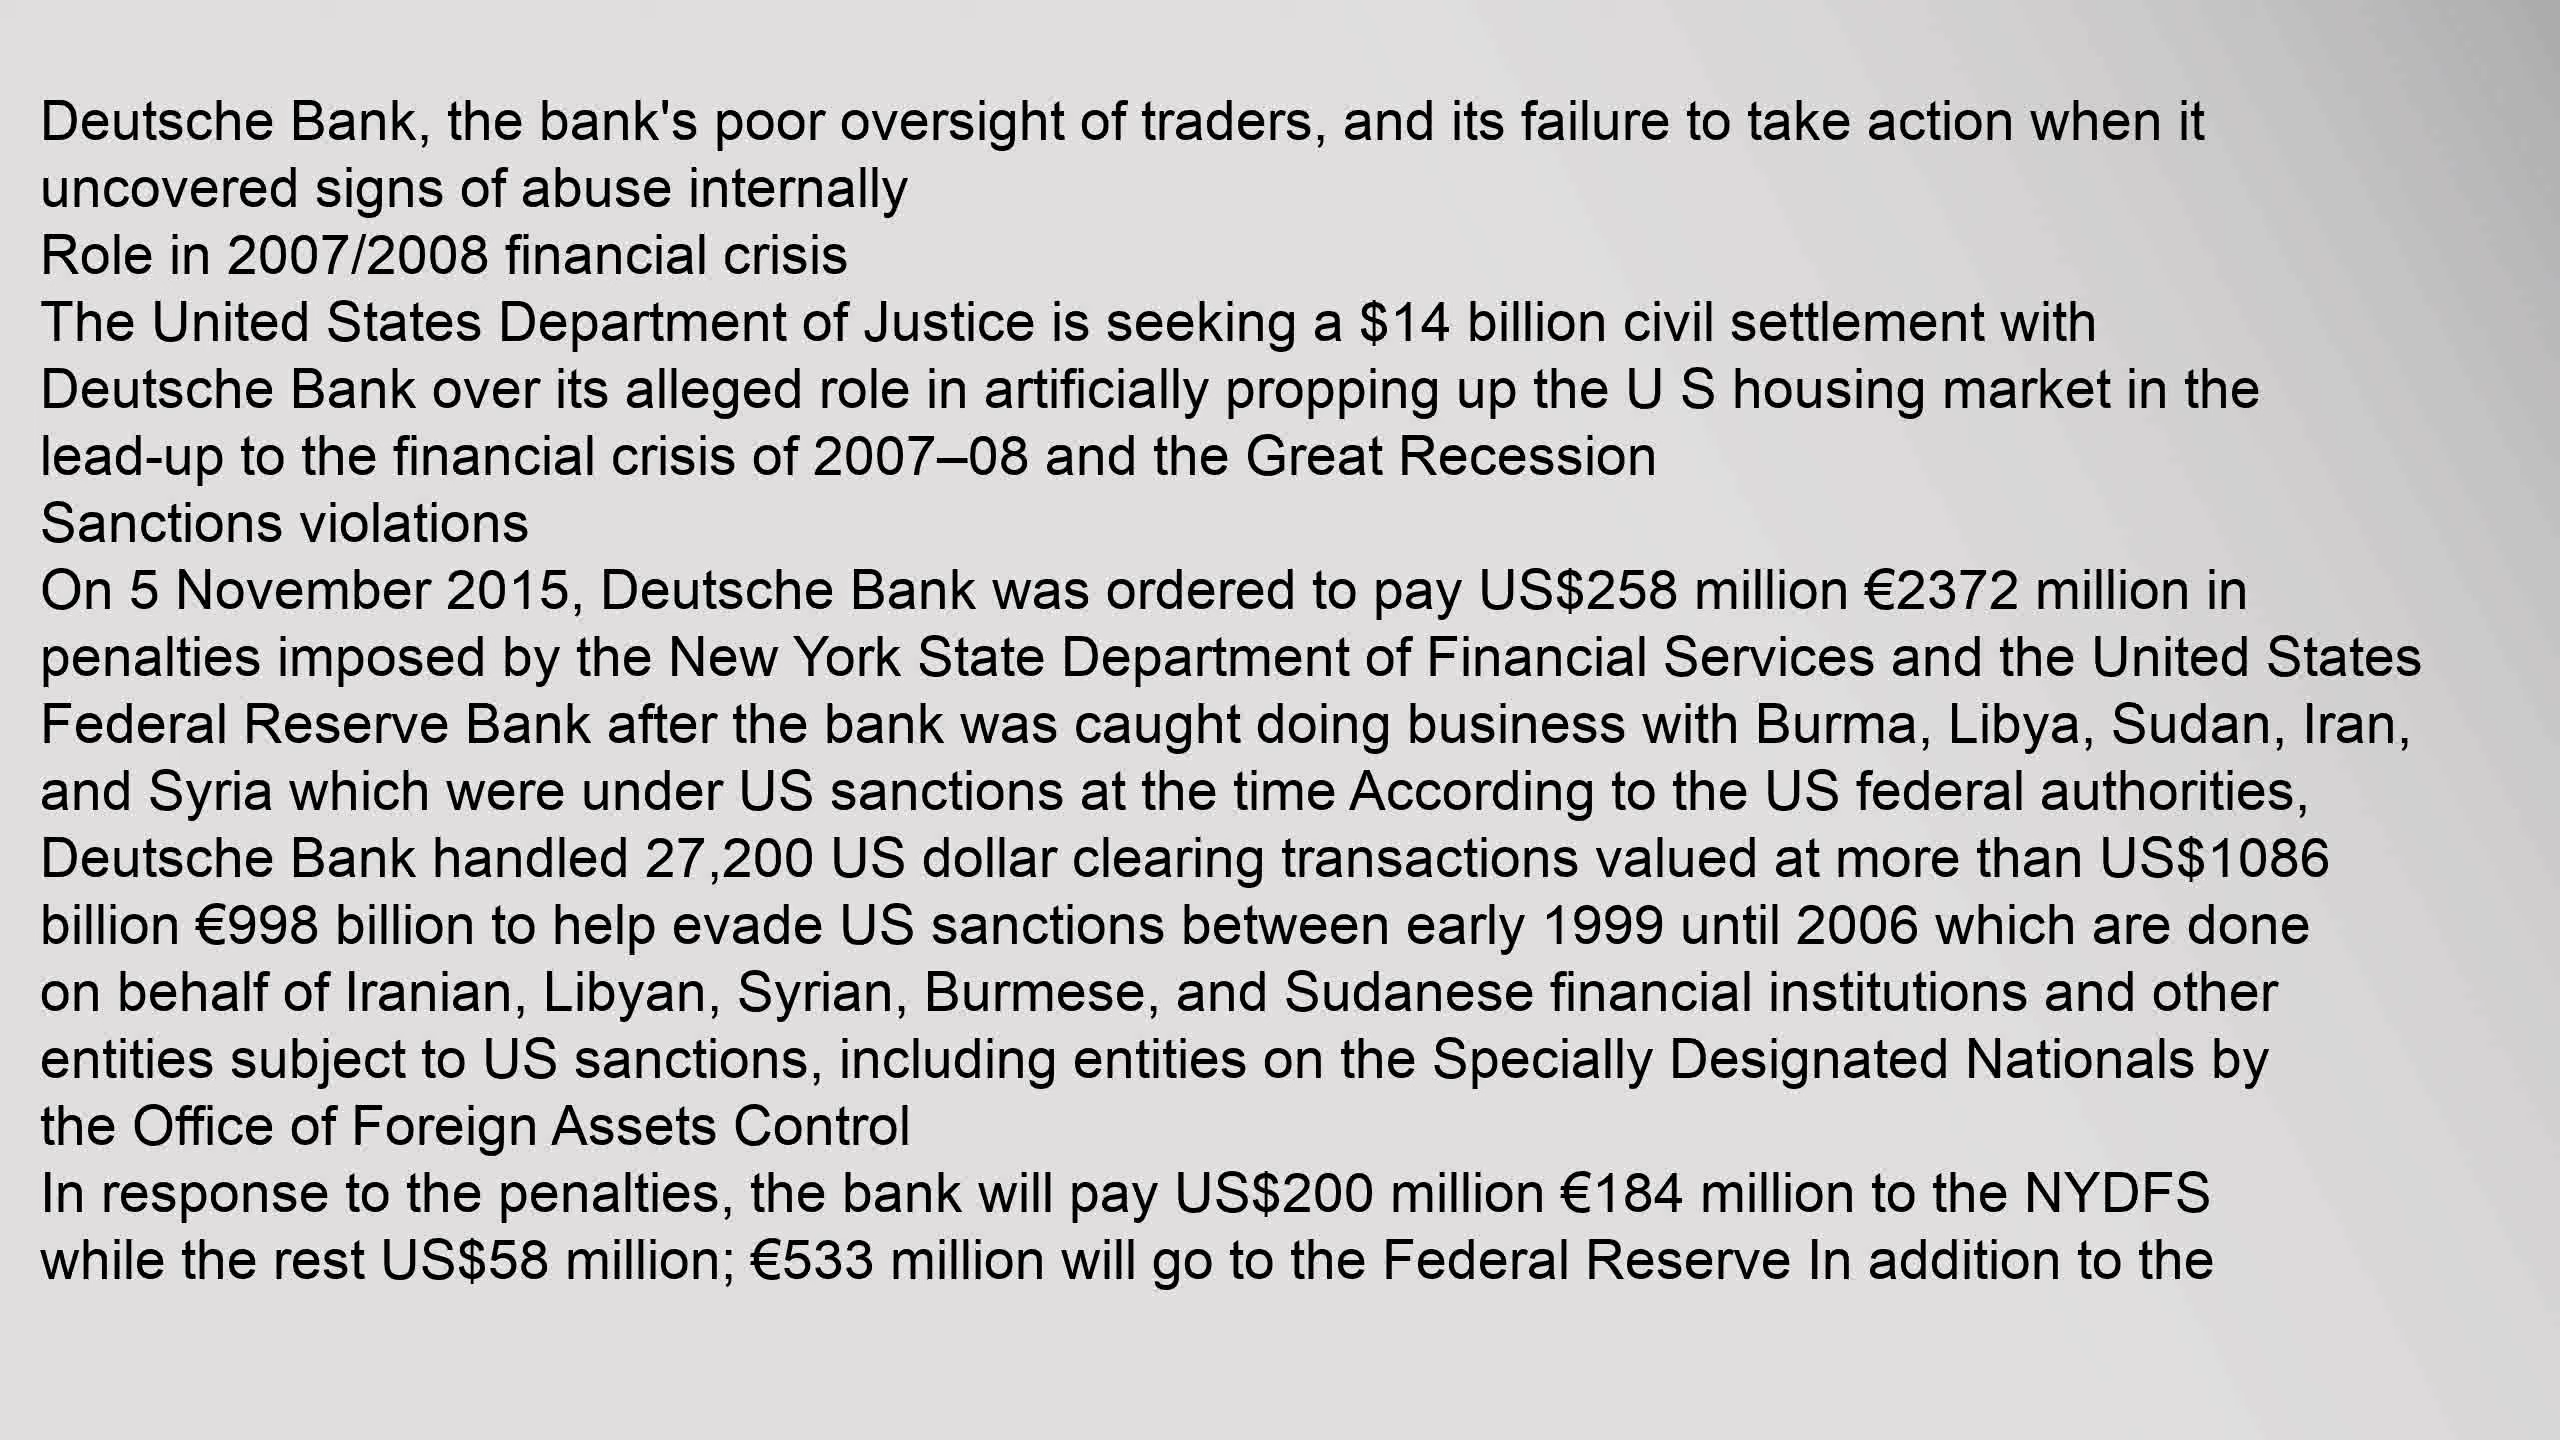 Deutsche Bank, the bank's poor oversight of traders, and its failure to take action when it
uncovered signs of abuse internally
Role in 2007/2008 financial crisis
The United States Department of Justice is seeking a $14 billion civil settlement with
Deutsche Bank over its alleged role in artificially propping up the U S housing market in the
lead-up to the financial crisis of 2007–08 and the Great Recession
Sanctions violations
On 5 November 2015, Deutsche Bank was ordered to pay US$258 million €2372 million in
penalties imposed by the New York State Department of Financial Services and the United States
Federal Reserve Bank after the bank was caught doing business with Burma, Libya, Sudan, Iran,
and Syria which were under US sanctions at the time According to the US federal authorities,
Deutsche Bank handled 27,200 US dollar clearing transactions valued at more than US$1086
billion €998 billion to help evade US sanctions between early 1999 until 2006 which are done
on behalf of Iranian, Libyan, Syrian, Burmese, and Sudanese financial institutions and other
entities subject to US sanctions, including entities on the Specially Designated Nationals by
the Office of Foreign Assets Control
In response to the penalties, the bank will pay US$200 million €184 million to the NYDFS
while the rest US$58 million; €533 million will go to the Federal Reserve In addition to the